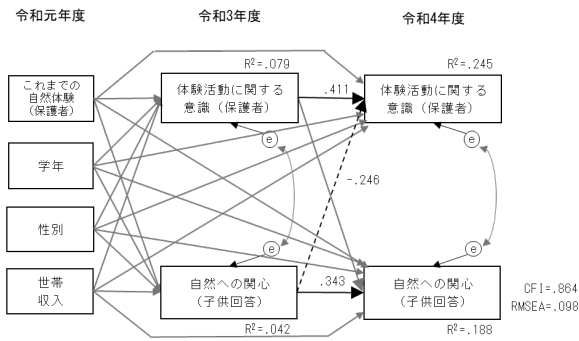 令和元年度
令和3年度
令和4年度
R²=.079
R²=.245
これまでの
自然体験
(保護者)
体験活動に関する
意識（保護者）
.411
体験活動に関する
意識（保護者）
e
e
学年
-.246
性別
e
e
世帯
収入
自然への関心
（子供回答）
.343
自然への関心
（子供回答）
CFI=.864
RMSEA=.098
R²=.042
R²=.188